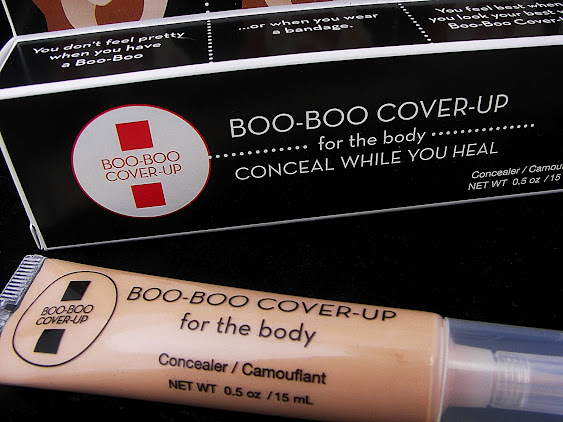 You don't feel pretty
when you have
a Boo-Boo
...or when you wear
a bandage.
You feel best when
you look your best.
Boo-Boo Cover-U
BOO-BOO
COVER-UP
BOO-BOO COVER-UP
for the body
CONCEAL WHILE YOU HEAL
Concealer / Camouflant
NET WT 0.5 oz / 15 m
BOO-BOO
COVER-UP
BOO-BOO COVER-UP
for the body
Concealer / Camouflant
NET WT 0.5 oz / 15 mL